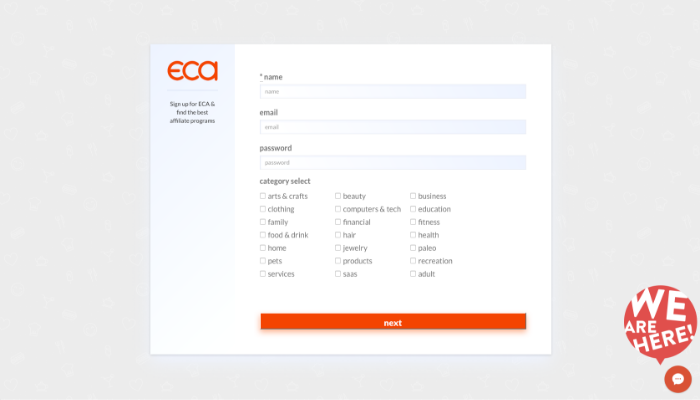 eca
Sign up for ECA &
find the best
affiliate programs
* name
name
email
email
password
password
category select
arts & crafts beauty business
clothing computers & tech education
family financial fitness
food & drink hair health
home jewelry paleo
pets products recreation
services saas adult
next
WE
ARE
HERE!